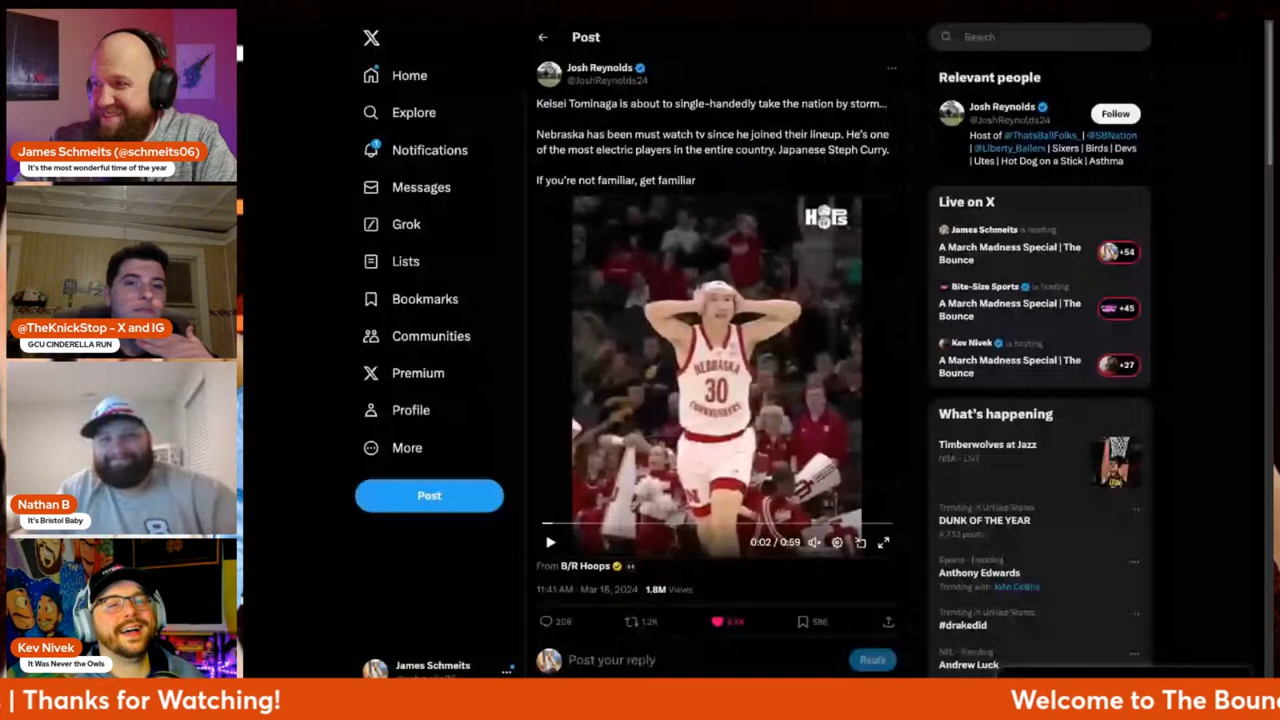 James Schmeits (@schmeits06)
It's the most wonderful time of the year
@TheKnickStop - X and IG
GCU CINDERELLA RUN
Nathan B
It's Bristol Baby
Kev Nivek
It Was Never the Owls
Home
Explore
Notifications
Messages
Grok
Lists
Bookmarks
Communities
Premium
Profile
More
Post
James Schmeits
Post
Josh Reynolds
@JoshReynolds24
Keisei Tominaga is about to single-handedly take the nation by storm...
Nebraska has been must watch tv since he joined their lineup. He's one
of the most electric players in the entire country. Japanese Steph Curry.
If you're not familiar, get familiar
NEBRASKA
30
CORNHUSKERS
0:02 / 0:59
From B/R Hoops
11:41 AM · Mar 18, 2024 · 1.8M Views
206
1.2K
586
Post your reply
Reply
Search
Relevant people
Josh Reynolds
@JoshReynolds24
Follow
Host of @ThatsBallFolks_ | @SBNation
| @Liberty_Ballers | Sixers | Birds | Devs
| Utes | Hot Dog on a Stick | Asthma
Live on X
James Schmeits is hosting
A March Madness Special | The
Bounce
+54
Bite-Size Sports is hosting
A March Madness Special | The
Bounce
+45
Kev Nivek is hosting
A March Madness Special | The
Bounce
+27
What's happening
Timberwolves at Jazz
NBA · LIVE
Trending in United States
DUNK OF THE YEAR
Sports · Trending
Anthony Edwards
Trending with John Collins
Trending in United States
#drakedid
NFL · Trending
Andrew Luck
. | Thanks for Watching!
Welcome to The Boun